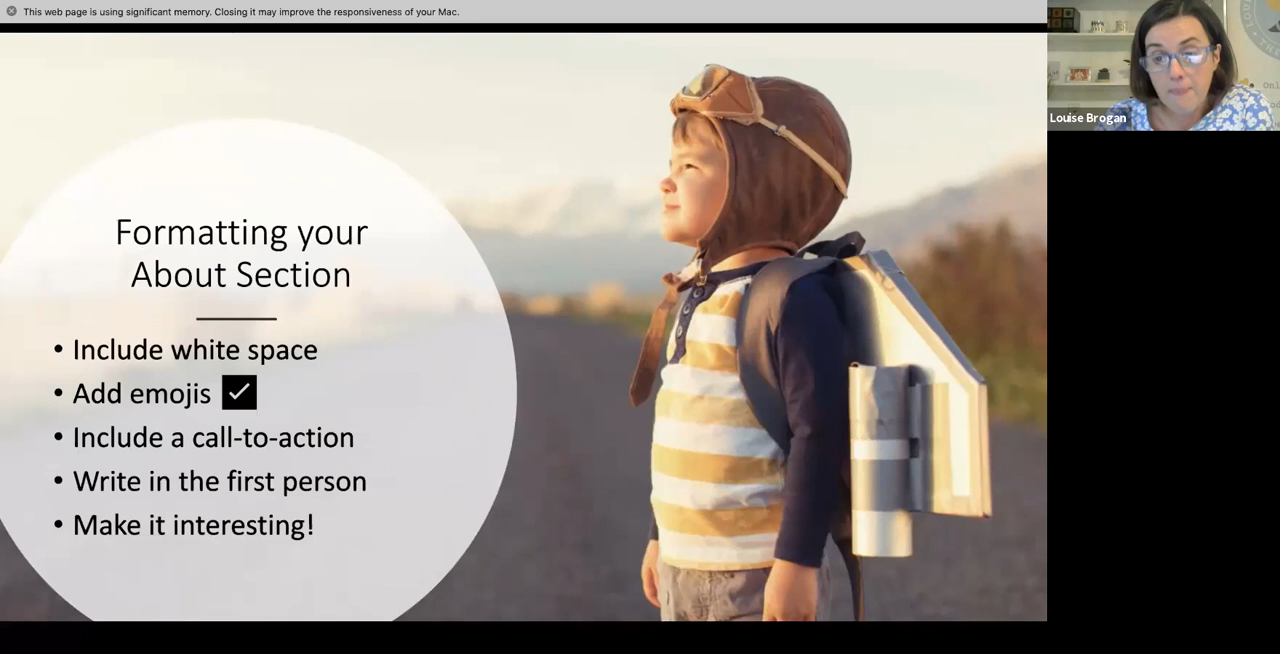 This web page is using significant memory. Closing it may improve the responsiveness of your Mac.
Louise Brogan
Formatting your
About Section
• Include white space
• Add emojis ✓
• Include a call-to-action
• Write in the first person
• Make it interesting!